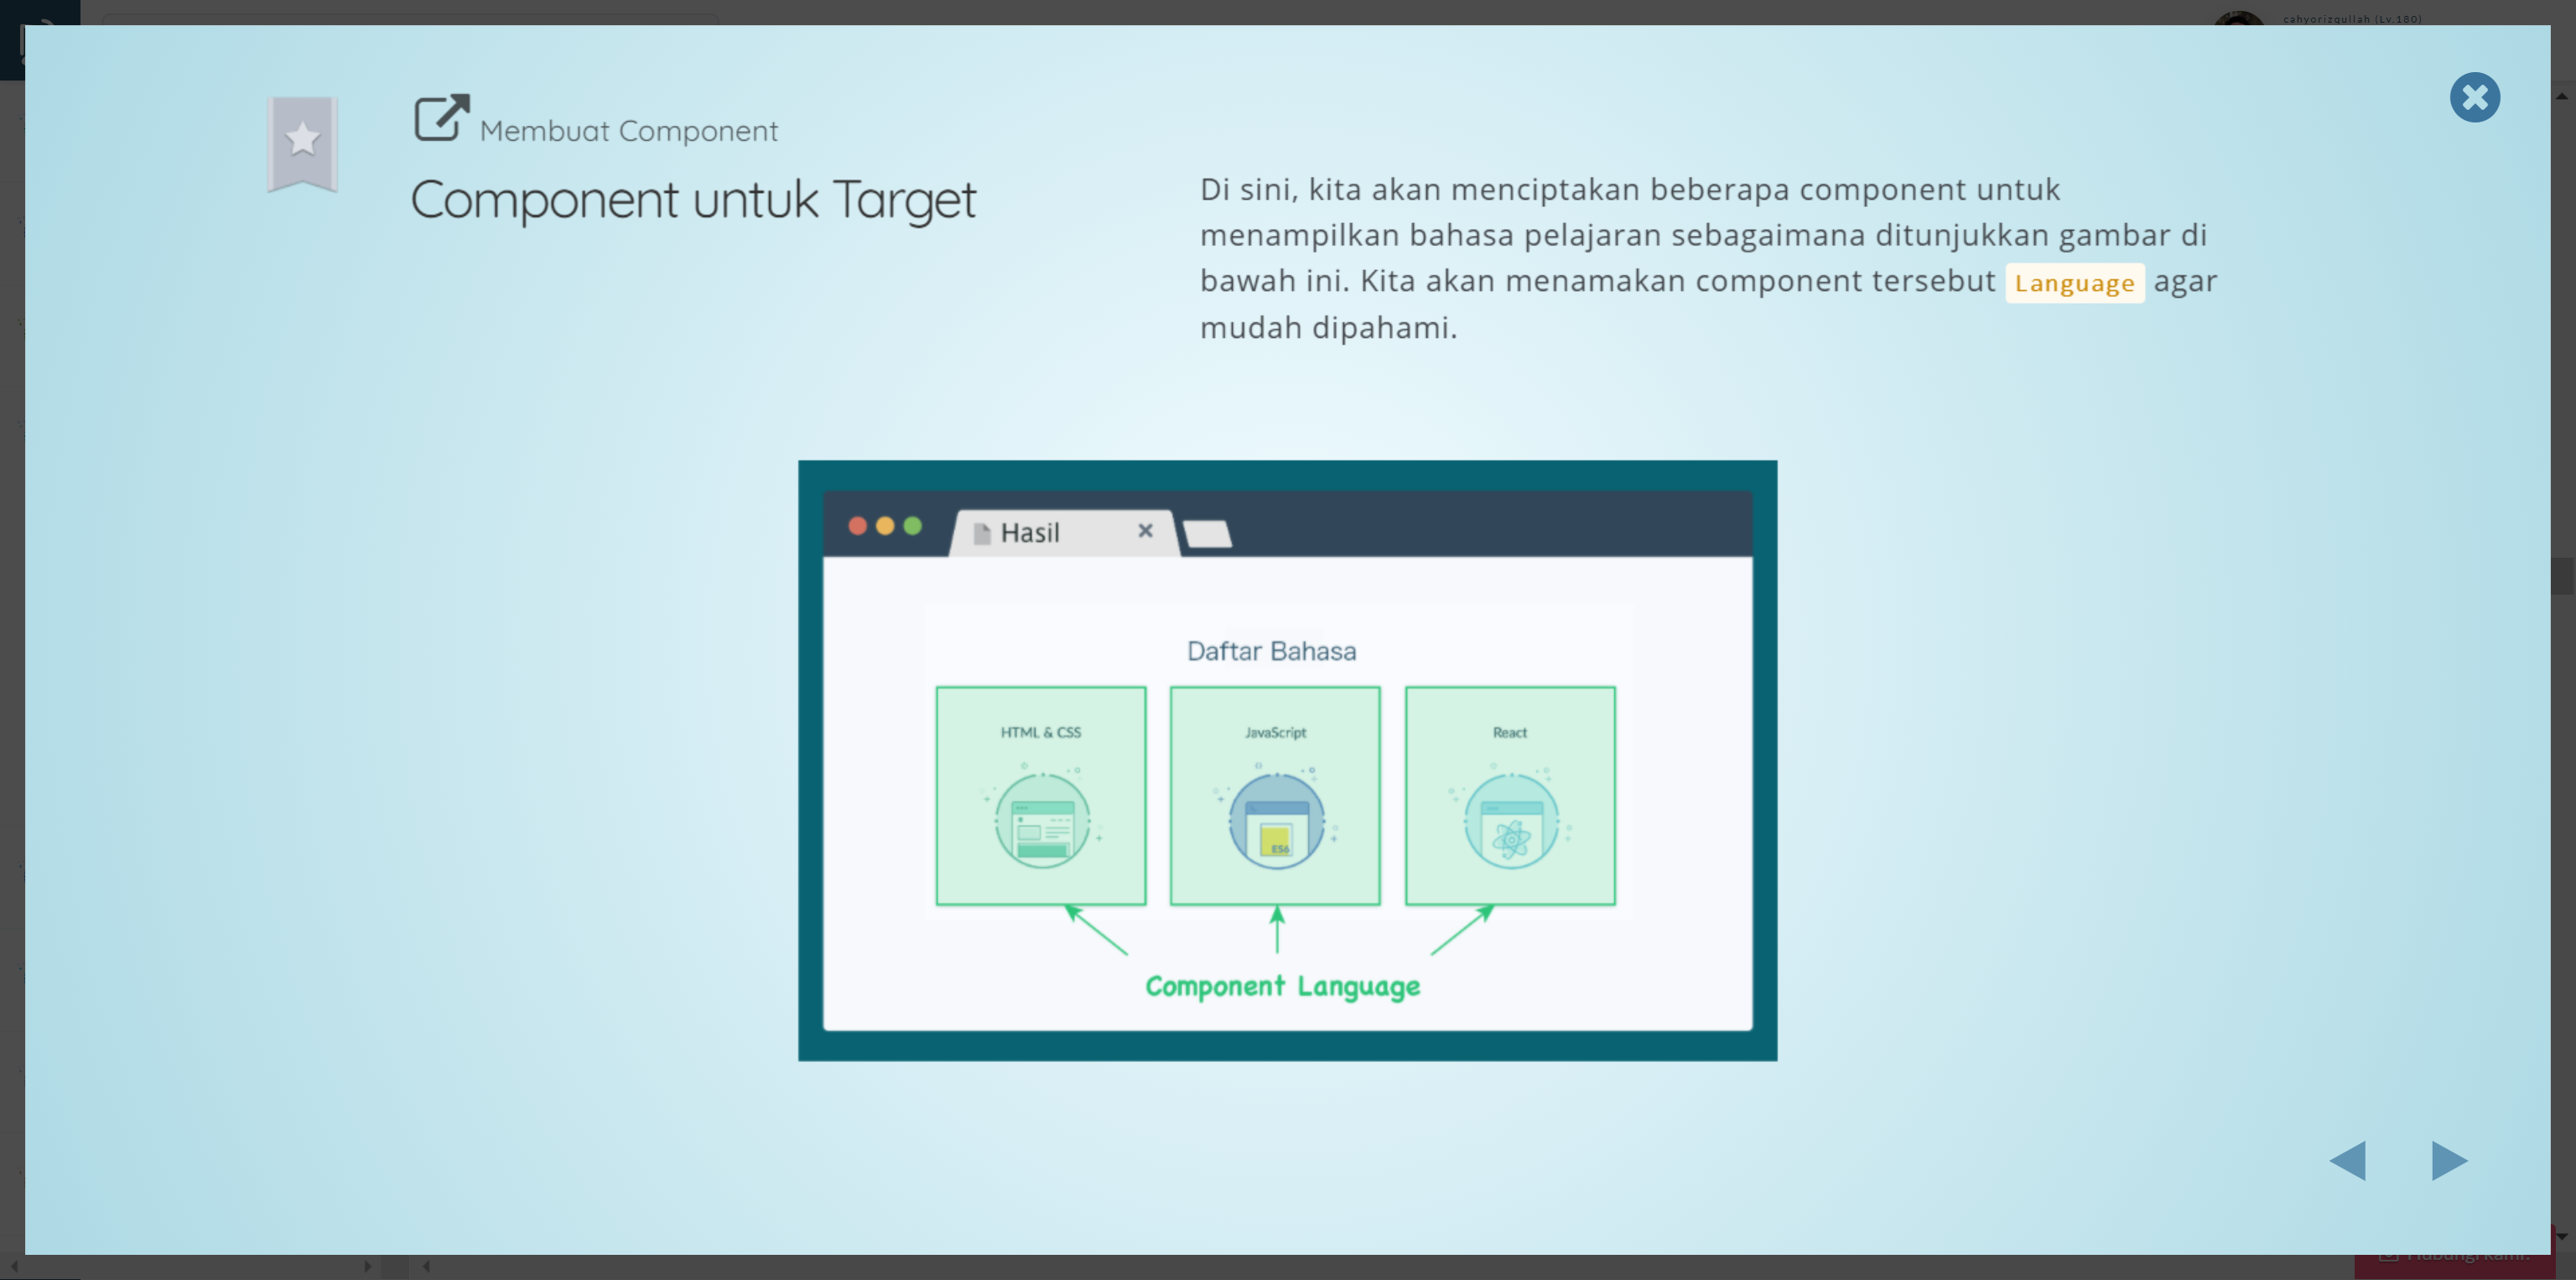 cahyorizqullah (Lv.180)
Membuat Component
Component untuk Target
Di sini, kita akan menciptakan beberapa component untuk
menampilkan bahasa pelajaran sebagaimana ditunjukkan gambar di
bawah ini. Kita akan menamakan component tersebut Language agar
mudah dipahami.
Hasil
Daftar Bahasa
HTML & CSS
JavaScript
React
ES6
Component Language